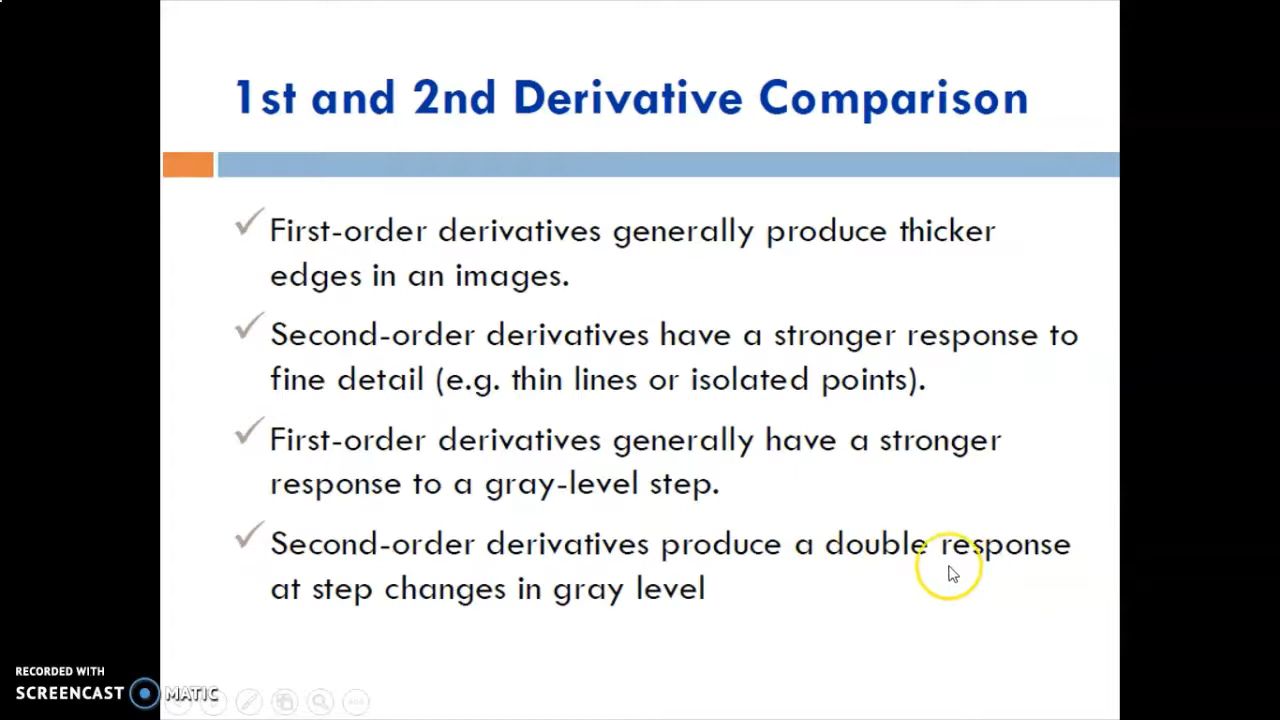 1st and 2nd Derivative Comparison
First-order derivatives generally produce thicker
edges in an images.
Second-order derivatives have a stronger response to
fine detail (e.g. thin lines or isolated points).
First-order derivatives generally have a stronger
response to a gray-level step.
Second-order derivatives produce a double response
at step changes in gray level
RECORDED WITH
SCREENCAST MATIC